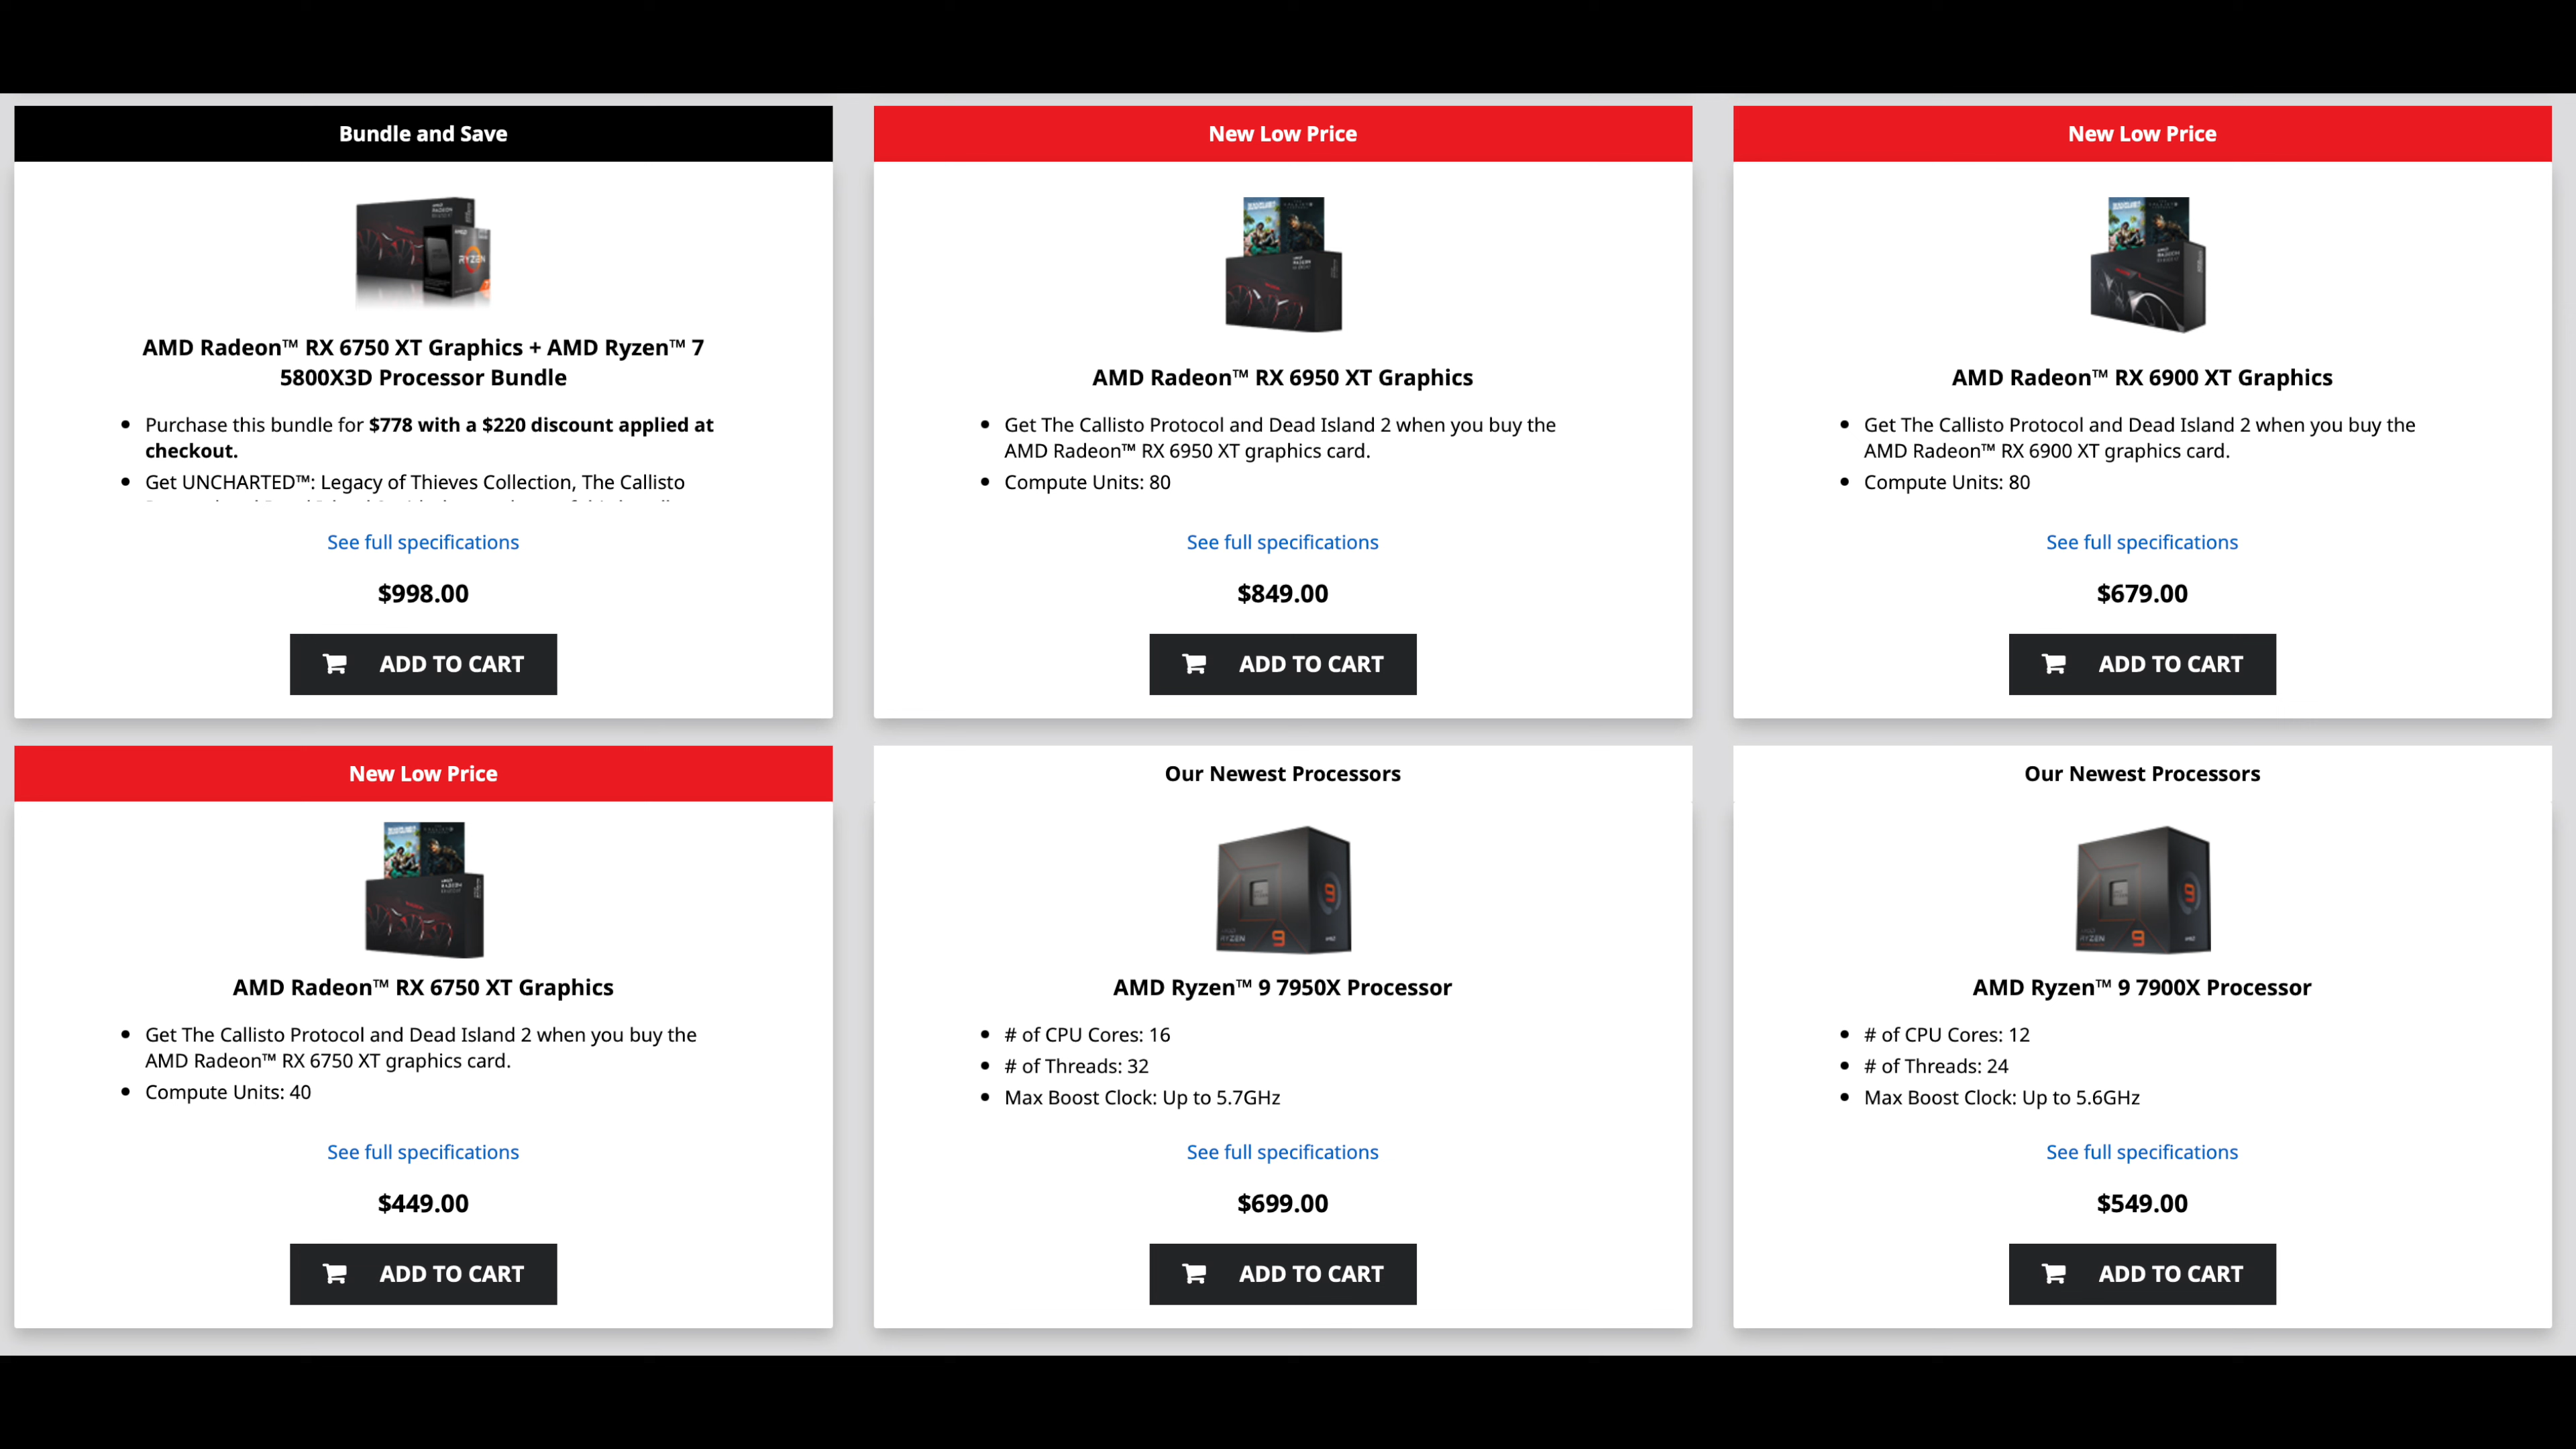 Bundle and Save
AMD Radeon™ RX 6750 XT Graphics + AMD Ryzen™ 7
5800X3D Processor Bundle
Purchase this bundle for $778 with a $220 discount applied at
checkout.
Get UNCHARTED™: Legacy of Thieves Collection, The Callisto
See full specifications
$998.00
ADD TO CART
New Low Price
AMD Radeon™ RX 6950 XT Graphics
Get The Callisto Protocol and Dead Island 2 when you buy the
AMD Radeon™ RX 6950 XT graphics card.
Compute Units: 80
See full specifications
$849.00
ADD TO CART
New Low Price
AMD Radeon™ RX 6900 XT Graphics
Get The Callisto Protocol and Dead Island 2 when you buy the
AMD Radeon™ RX 6900 XT graphics card.
Compute Units: 80
See full specifications
$679.00
ADD TO CART
New Low Price
AMD Radeon™ RX 6750 XT Graphics
Get The Callisto Protocol and Dead Island 2 when you buy the
AMD Radeon™ RX 6750 XT graphics card.
Compute Units: 40
See full specifications
$449.00
ADD TO CART
Our Newest Processors
RYZEN 9
9
AMD Ryzen™ 9 7950X Processor
# of CPU Cores: 16
# of Threads: 32
Max Boost Clock: Up to 5.7GHz
See full specifications
$699.00
ADD TO CART
Our Newest Processors
RYZEN 9
9
AMD Ryzen™ 9 7900X Processor
# of CPU Cores: 12
# of Threads: 24
Max Boost Clock: Up to 5.6GHz
See full specifications
$549.00
ADD TO CART